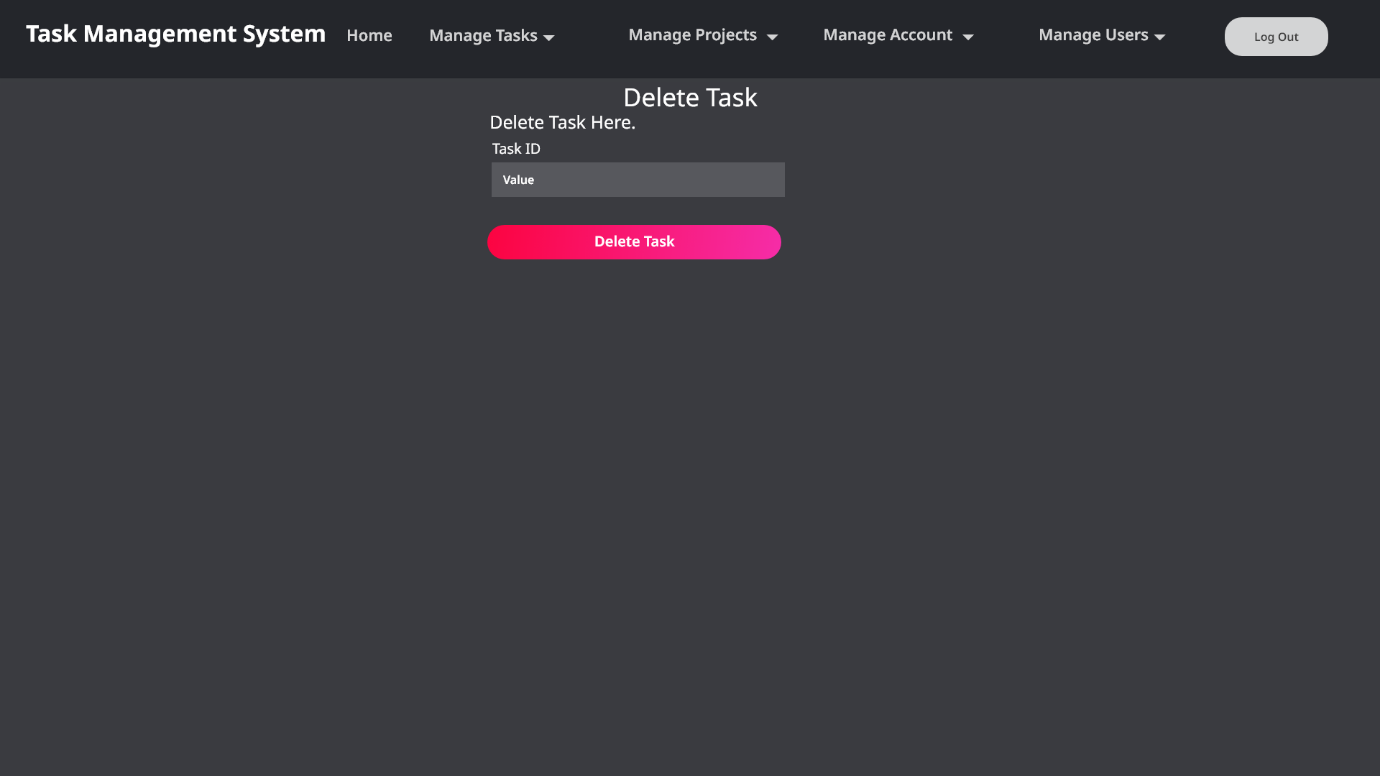 Task Management System Home Manage Tasks Manage Projects Manage Account Manage Users Log Out
Delete Task
Delete Task Here.
Task ID
Value
Delete Task